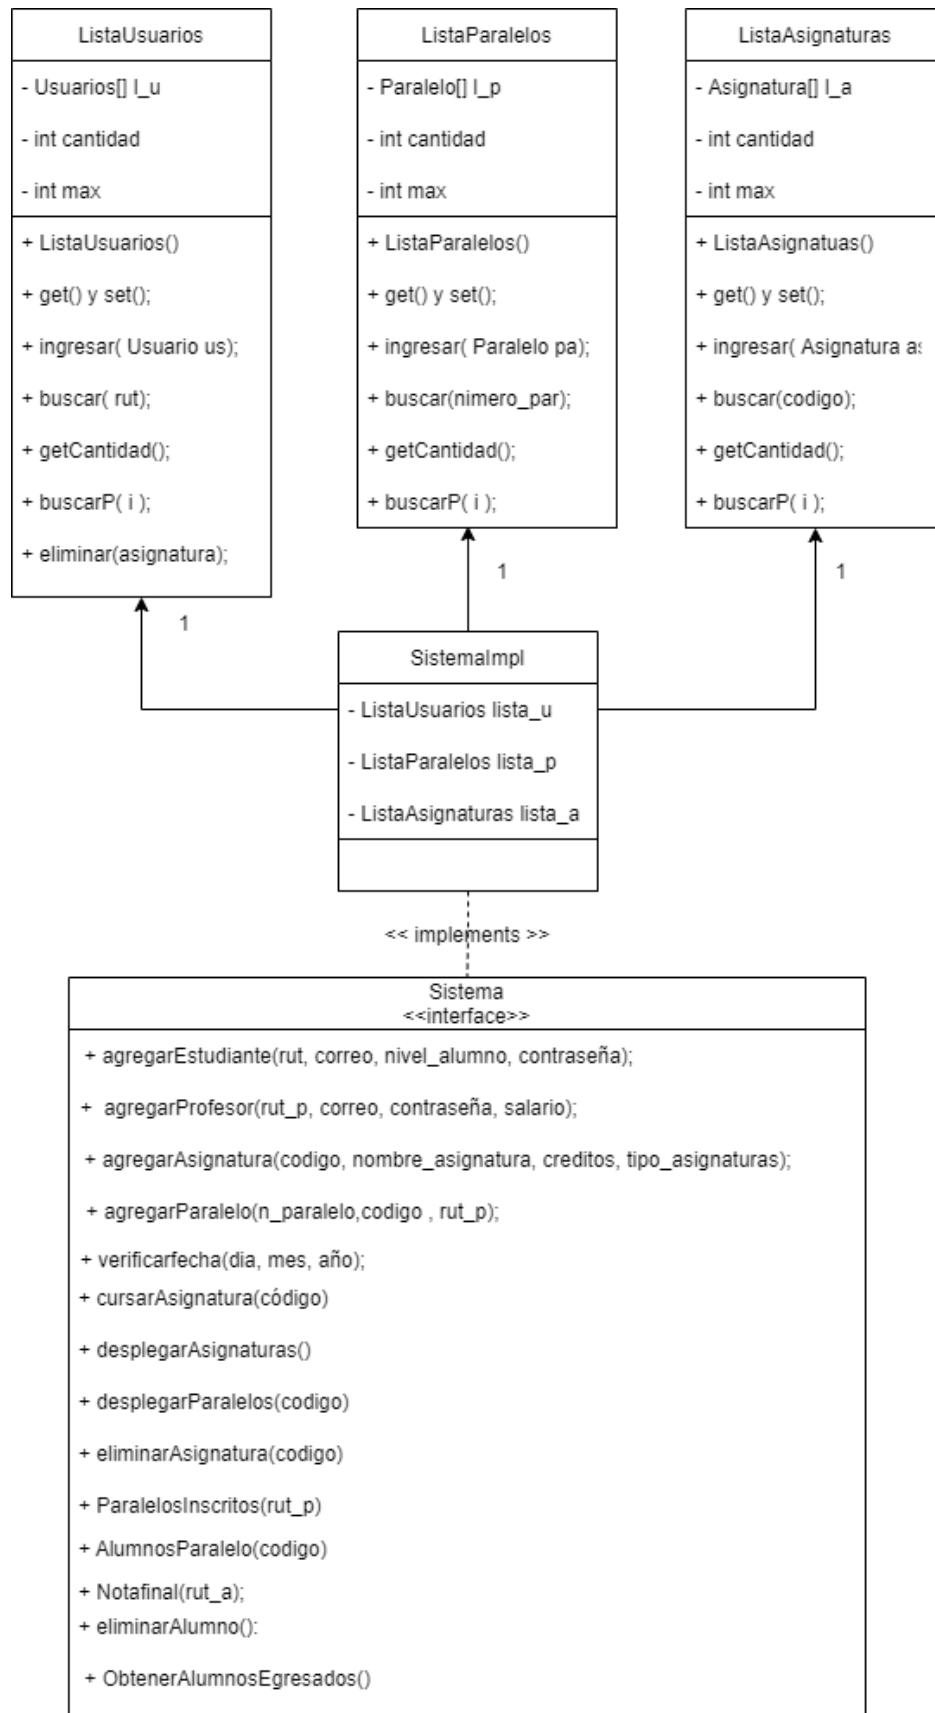 ListaUsuarios
- Usuarios[] l_u
- int cantidad
- int max
+ ListaUsuarios()
+ get() y set();
+ ingresar( Usuario us);
+ buscar( rut);
+ getCantidad();
+ buscarP( i );
+ eliminar(asignatura);
ListaParalelos
- Paralelo[] l_p
- int cantidad
- int max
+ ListaParalelos()
+ get() y set();
+ ingresar( Paralelo pa);
+ buscar(nimero_par);
+ getCantidad();
+ buscarP( i );
ListaAsignaturas
- Asignatura[] l_a
- int cantidad
- int max
+ ListaAsignatuas()
+ get() y set();
+ ingresar( Asignatura
+ buscar(codigo);
+ getCantidad();
+ buscarP( i );
1
1
1
SistemaImpl
- ListaUsuarios lista_u
- ListaParalelos lista_p
- ListaAsignaturas lista_a
<< implements >>
Sistema
<<interface>>
+ agregarEstudiante(rut, correo, nivel_alumno, contraseña);
+ agregarProfesor(rut_p, correo, contraseña, salario);
+ agregarAsignatura(codigo, nombre_asignatura, creditos, tipo_asignaturas);
+ agregarParalelo(n_paralelo,codigo , rut_p);
+ verificarfecha(dia, mes, año);
+ cursarAsignatura(código)
+ desplegarAsignaturas()
+ desplegarParalelos(codigo)
+ eliminarAsignatura(codigo)
+ ParalelosInscritos(rut_p)
+ AlumnosParalelo(codigo)
+ Notafinal(rut_a);
+ eliminarAlumno():
+ ObtenerAlumnosEgresados()